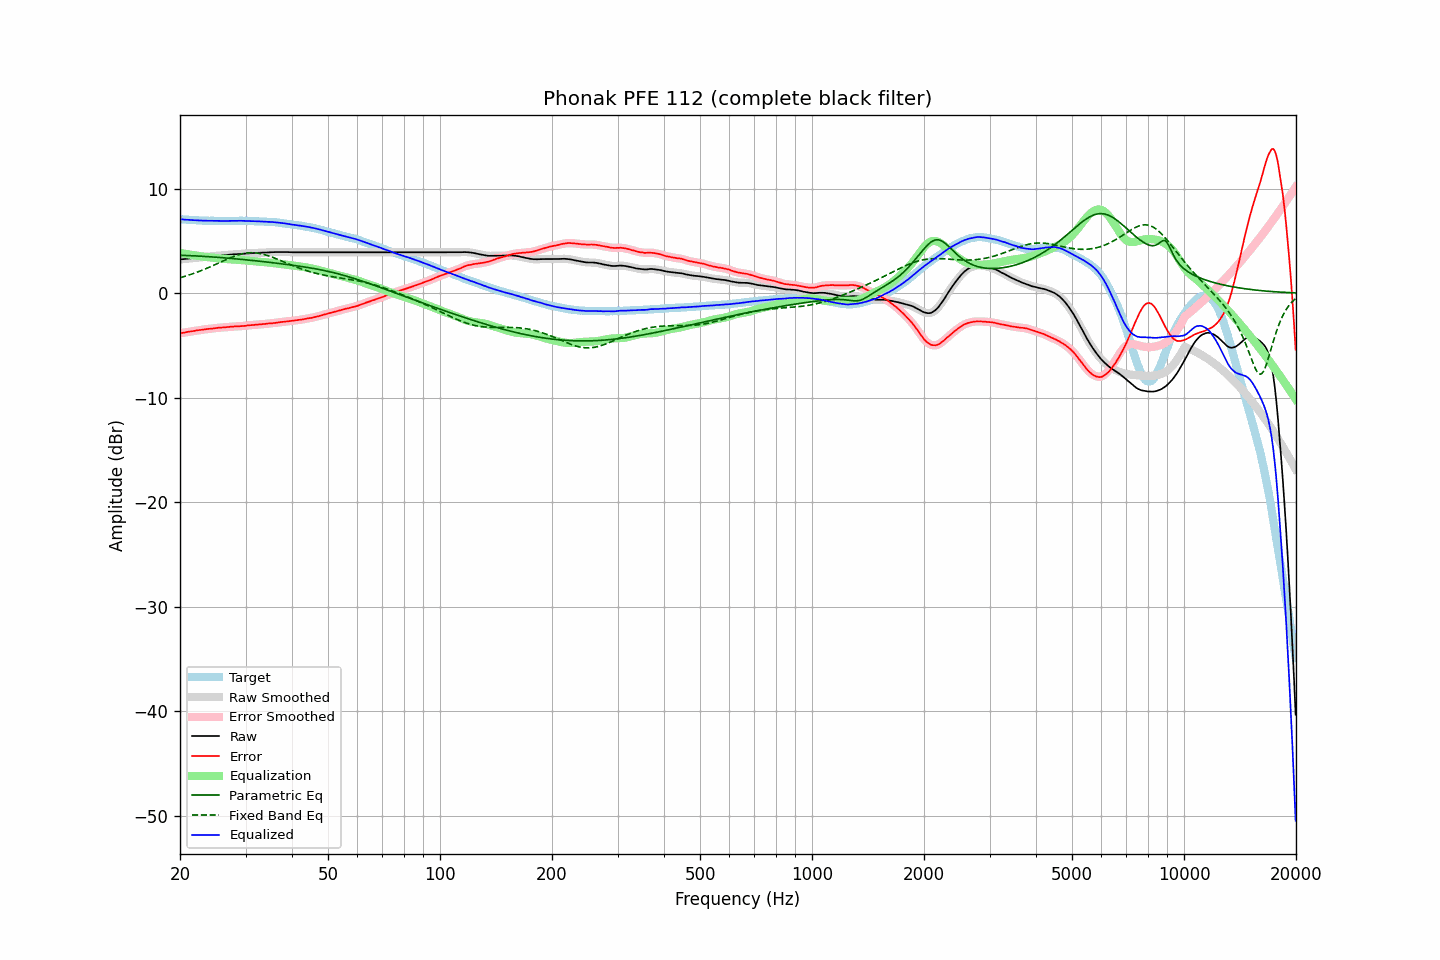 Phonak PFE 112 (complete black filter)
10
0
−10
−20
−30
−40
−50
Amplitude (dBr)
Target
Raw Smoothed
Error Smoothed
Raw
Error
Equalization
Parametric Eq
Fixed Band Eq
Equalized
20 50 100 200 500 1000 2000 5000 10000 20000
Frequency (Hz)